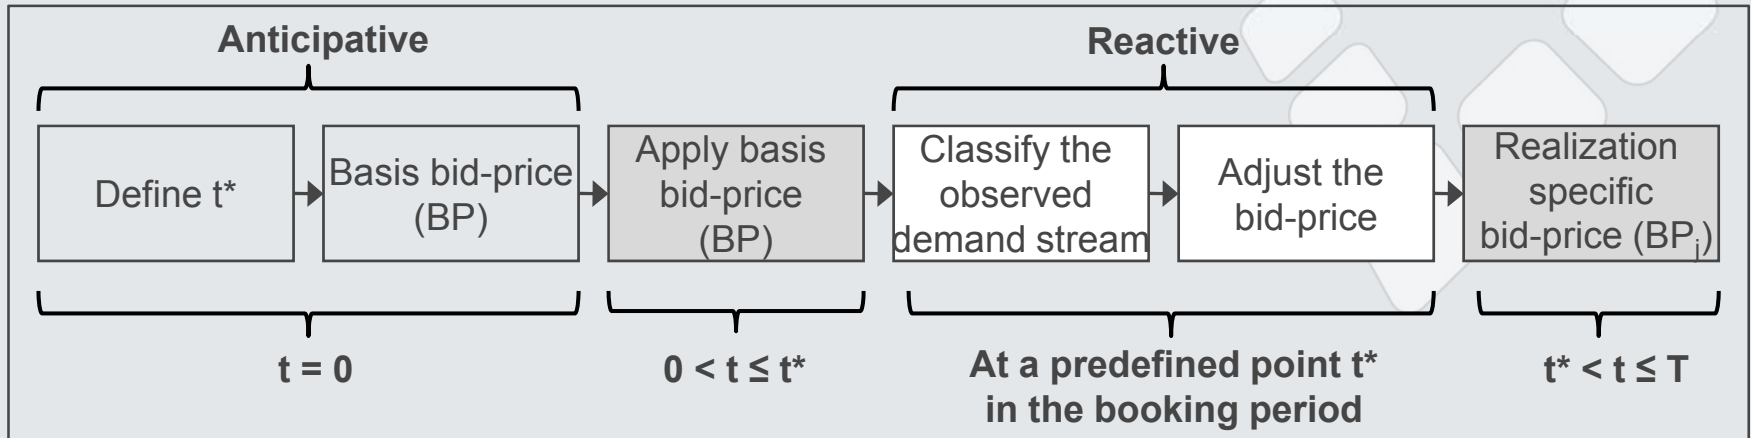 Anticipative
Reactive
Define t*
Basis bid-price
(BP)
Apply basis
bid-price
(BP)
Classify the
observed
demand stream
Adjust the
bid-price
Realization
specific
bid-price (BPj)
t = 0
0 < t ≤ t*
At a predefined point t*
in the booking period
t* < t ≤ T